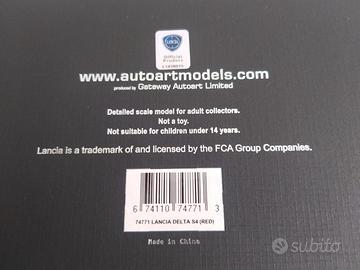 LANCIA
Official
Product
www.autoartmodels.com
produced by Gateway Autoart Limited
Detailed scale model for adult collectors.
Not a toy.
Not suitable for children under 14 years.
Lancia is a trademark of and licensed by the FCA Group Companies.
6 74110 74771 3
74771 LANCIA DELTA S4 (RED)
Made in China
subito